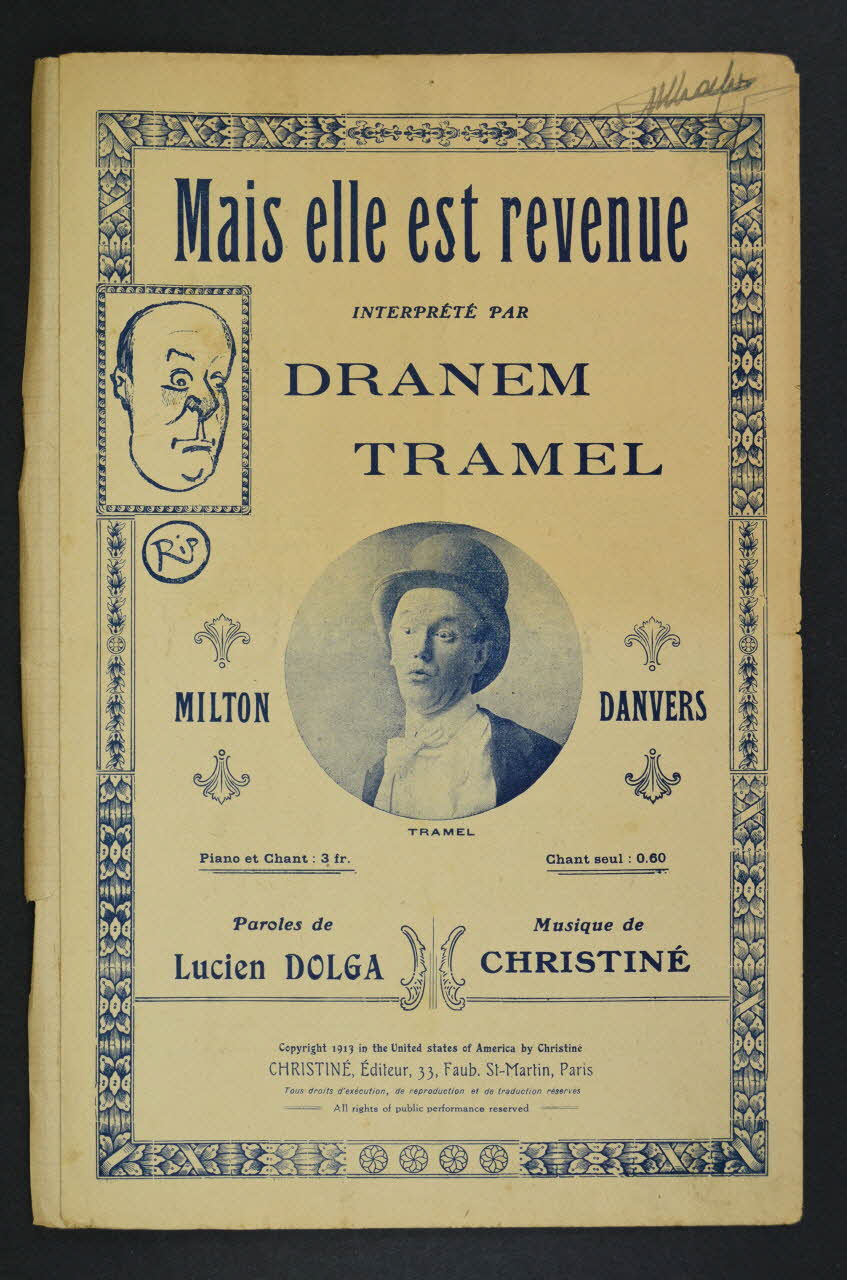 Mais elle est revenue
INTERPRÉTÉ PAR
DRANEM
TRAMEL
Rip
MILTON
DANVERS
TRAMEL
Piano et Chant : 3 fr.
Chant seul : 0.60
Paroles de
Lucien DOLGA
Musique de
CHRISTINÉ
Copyright 1913 in the United states of America by Christiné
CHRISTINÉ, Éditeur, 33, Faub. St-Martin, Paris
Tous droits d'exécution, de reproduction et de traduction réservés
All rights of public performance reserved